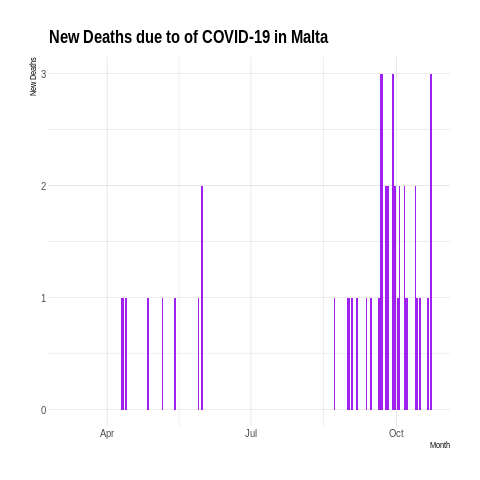 New Deaths due to of COVID-19 in Malta
New Deaths
3
2
1
0
Apr Jul Oct
Month